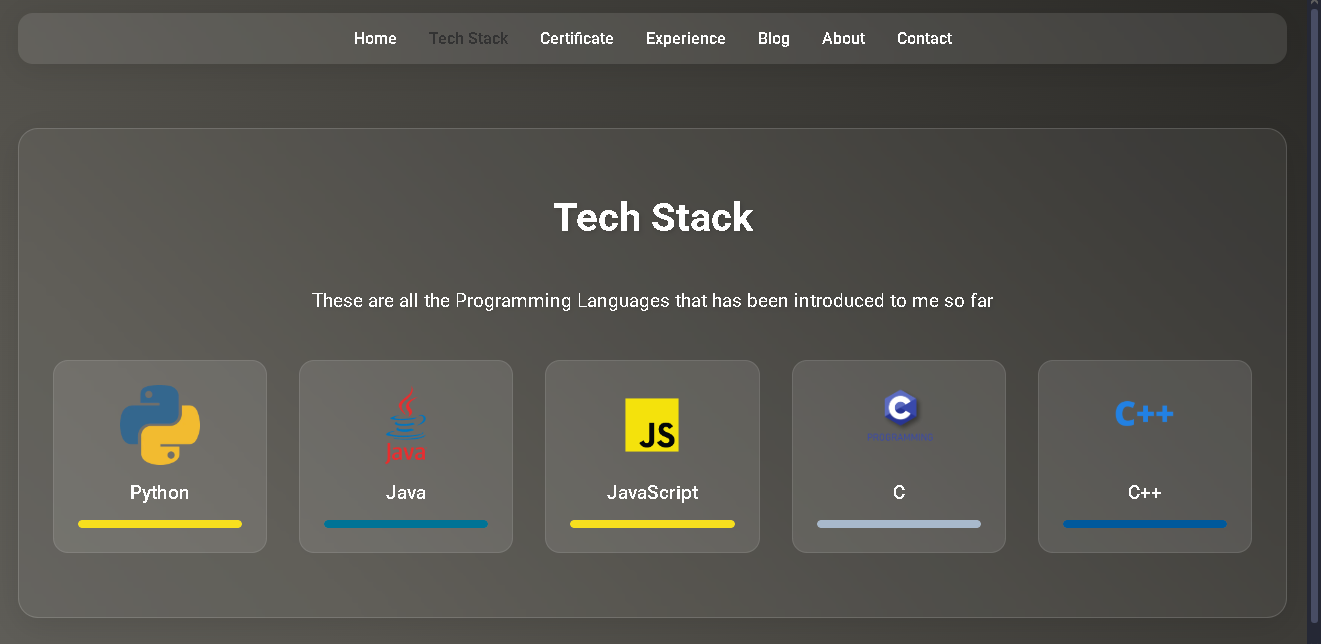 Home Tech Stack Certificate Experience Blog About Contact
Tech Stack
These are all the Programming Languages that has been introduced to me so far
Java
JS
C
PROGRAMMING
C++
Python
Java
JavaScript
C
C++